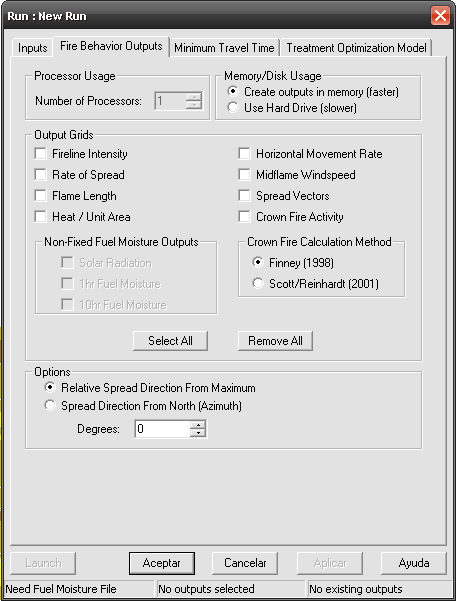 Run : New Run
Inputs
Fire Behavior Outputs
Minimum Travel Time
Treatment Optimization Model
Processor Usage
Number of Processors:
1
Memory/Disk Usage
Create outputs in memory (faster)
Use Hard Drive (slower)
Output Grids
Fireline Intensity
Rate of Spread
Flame Length
Heat / Unit Area
Horizontal Movement Rate
Midflame Windspeed
Spread Vectors
Crown Fire Activity
Non-Fixed Fuel Moisture Outputs
Solar Radiation
1hr Fuel Moisture
10hr Fuel Moisture
Crown Fire Calculation Method
Finney (1998)
Scott/Reinhardt (2001)
Select All
Remove All
Options
Relative Spread Direction From Maximum
Spread Direction From North (Azimuth)
Degrees:
0
Launch
Aceptar
Cancelar
Aplicar
Ayuda
Need Fuel Moisture File
No outputs selected
No existing outputs